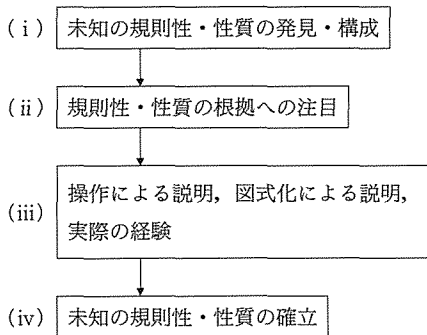 (ⅰ) 未知の規則性・性質の発見・構成
(ⅱ) 規則性・性質の根拠への注目
(ⅲ) 操作による説明，図式化による説明，
実際の経験
(ⅳ) 未知の規則性・性質の確立